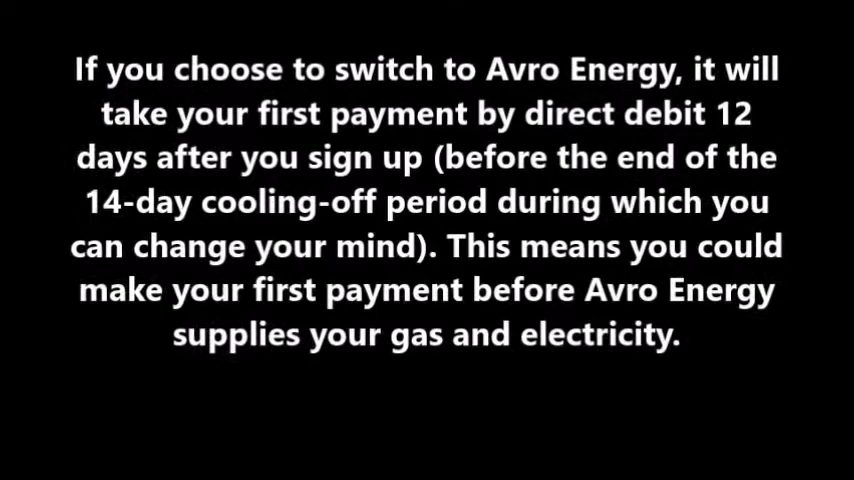 If you choose to switch to Avro Energy, it will
take your first payment by direct debit 12
days after you sign up (before the end of the
14-day cooling-off period during which you
can change your mind). This means you could
make your first payment before Avro Energy
supplies your gas and electricity.